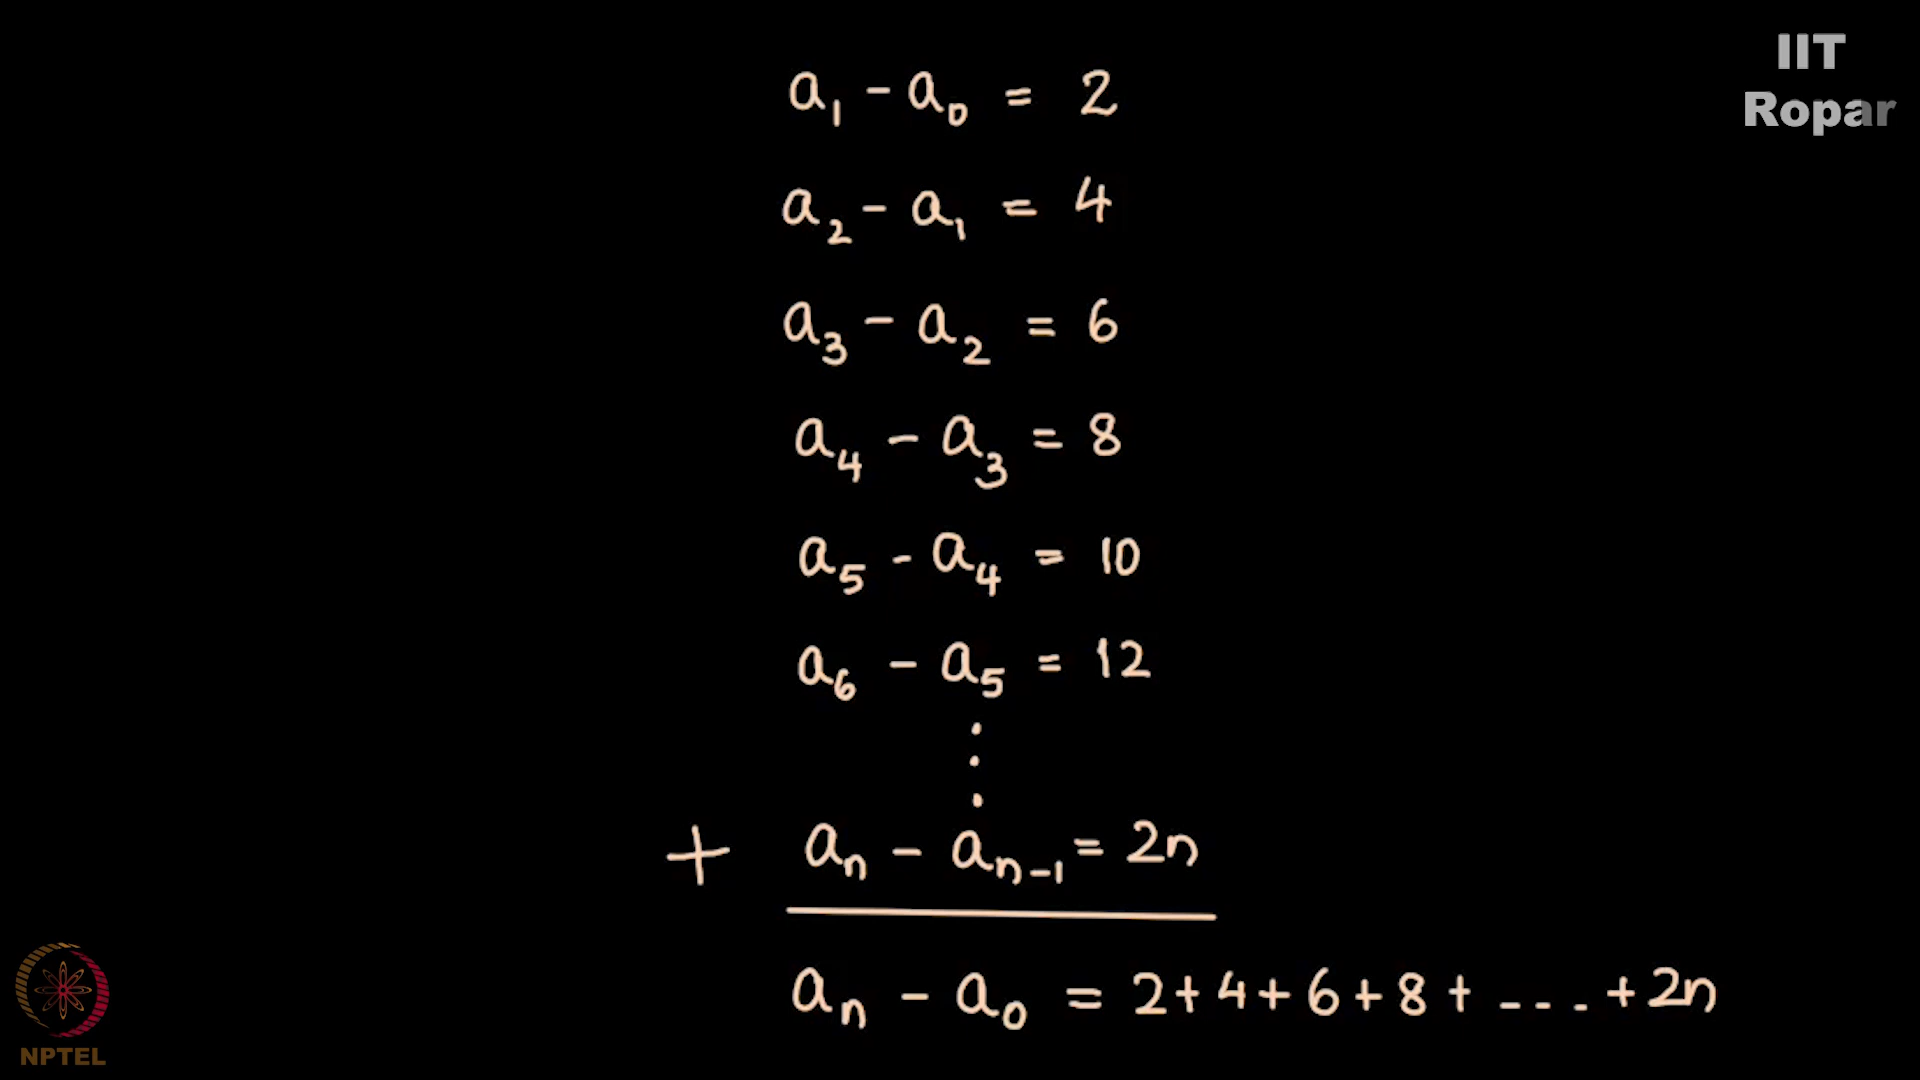 IIT
Ropar
a₁ - a₀ = 2
a₂ - a₁ = 4
a₃ - a₂ = 6
a₄ - a₃ = 8
a₅ - a₄ = 10
a₆ - a₅ = 12
⋮
+ aₙ - aₙ₋₁ = 2n
aₙ - a₀ = 2+4+6+8+ ---. +2n
NPTEL